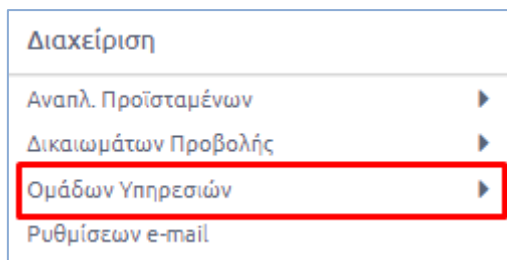 Διαχείριση
Αναπλ. Προϊσταμένων
Δικαιωμάτων Προβολής
Ομάδων Υπηρεσιών
Ρυθμίσεων e-mail